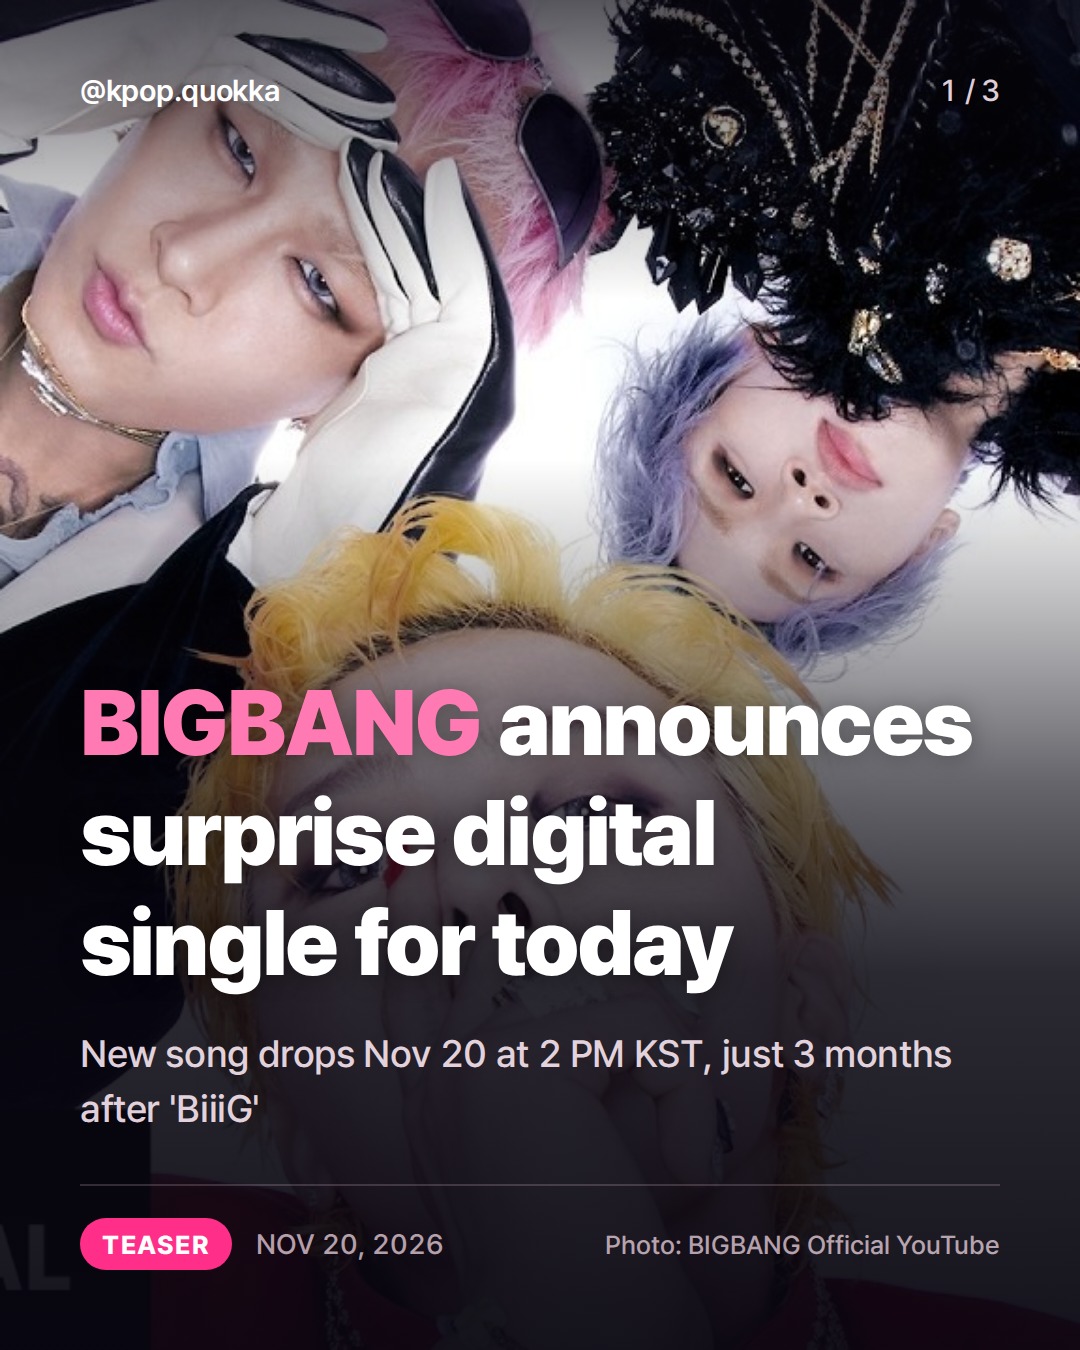 @kpop.quokka
1 / 3
BIGBANG announces
surprise digital
single for today
New song drops Nov 20 at 2 PM KST, just 3 months
after 'BiiiG'
TEASER
NOV 20, 2026
Photo: BIGBANG Official YouTube
AL